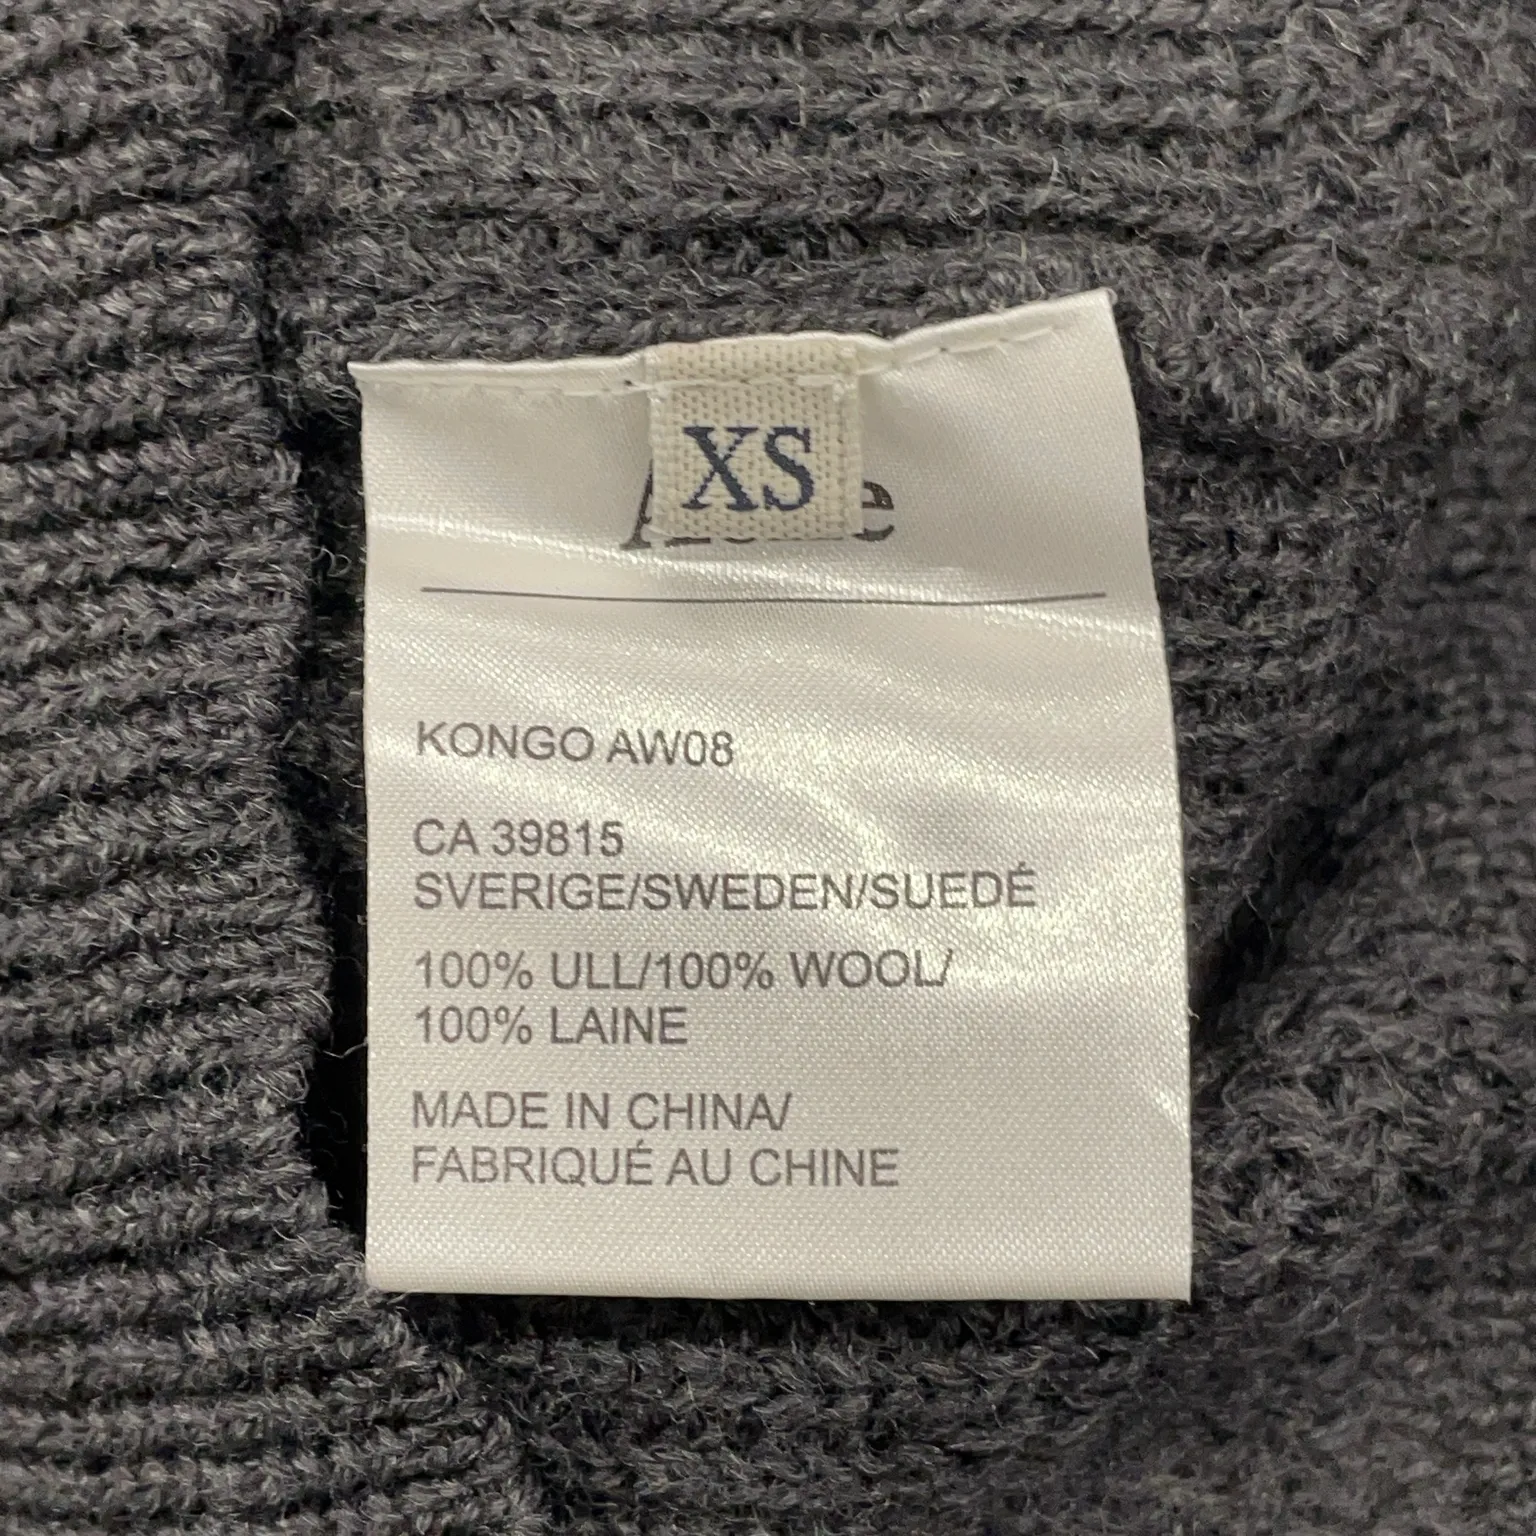 XS
KONGO AW08
CA 39815
SVERIGE/SWEDEN/SUEDÉ
100% ULL/100% WOOL/
100% LAINE
MADE IN CHINA/
FABRIQUÉ AU CHINE